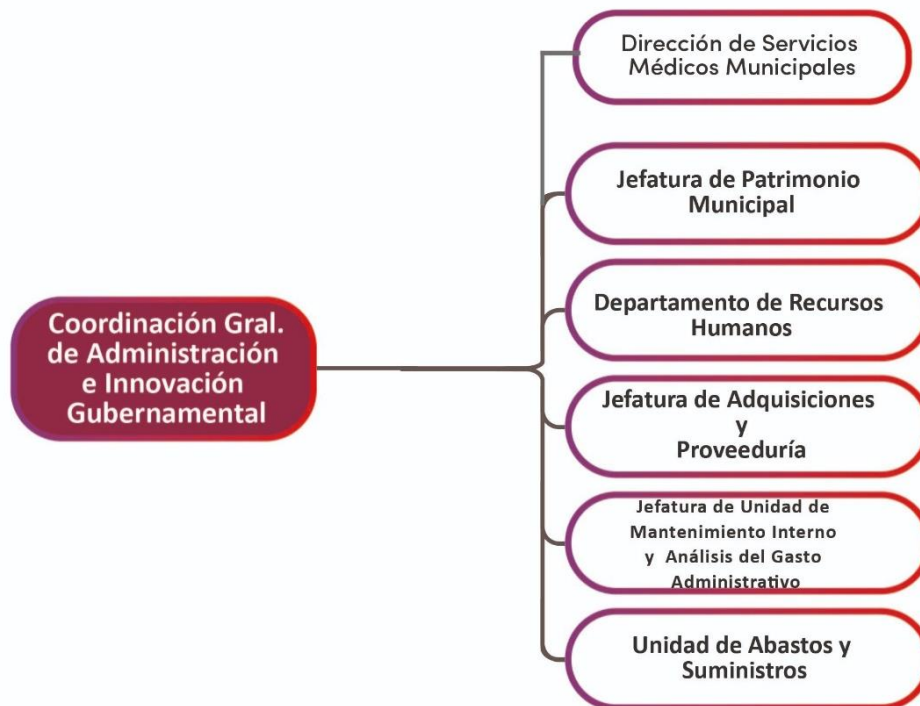 Dirección de Servicios
Médicos Municipales
Jefatura de Patrimonio
Municipal
Departamento de Recursos
Humanos
Coordinación Gral.
de Administración
e Innovación
Gubernamental
Jefatura de Adquisiciones
y
Proveeduría
Jefatura de Unidad de
Mantenimiento Interno
y Análisis del Gasto
Administrativo
Unidad de Abastos y
Suministros